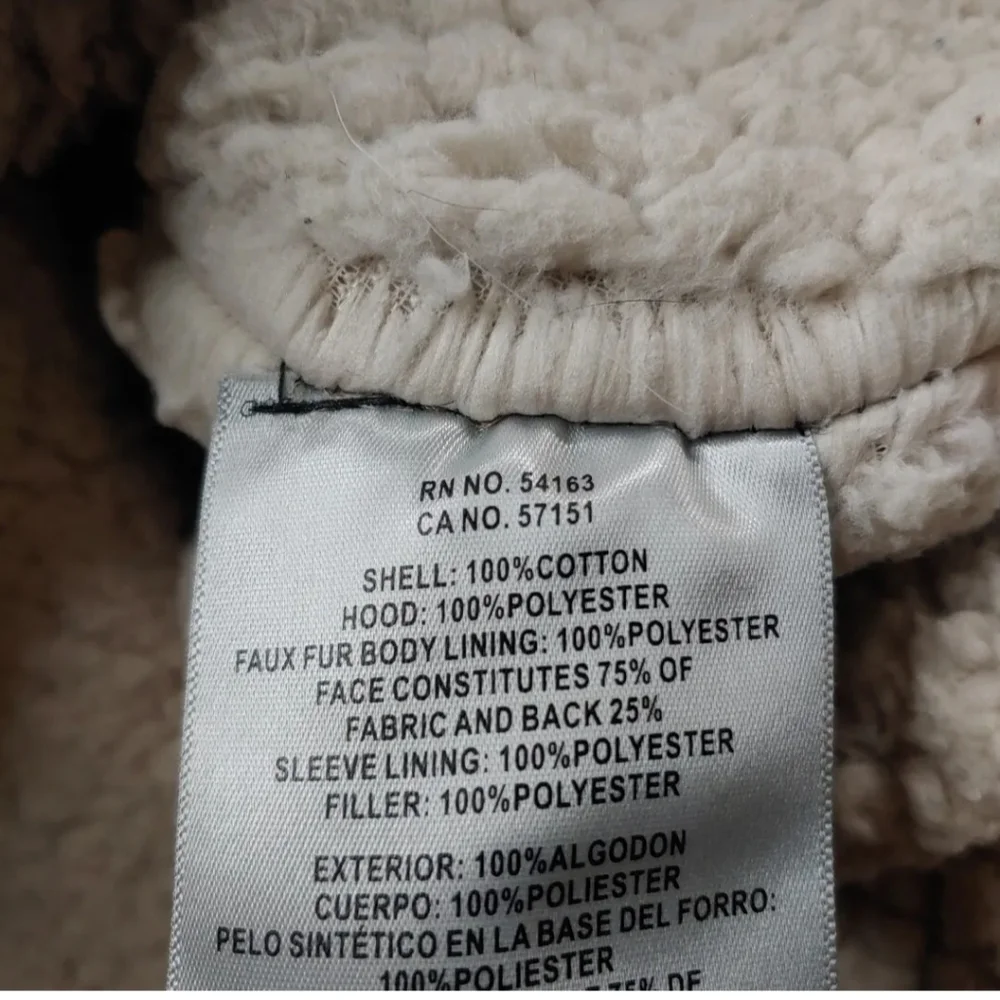 RN NO. 54163
CA NO. 57151
SHELL: 100%COTTON
HOOD: 100%POLYESTER
FAUX FUR BODY LINING: 100%POLYESTER
FACE CONSTITUTES 75% OF
FABRIC AND BACK 25%
SLEEVE LINING: 100%POLYESTER
FILLER: 100%POLYESTER
EXTERIOR: 100%ALGODON
CUERPO: 100%POLIESTER
PELO SINTÉTICO EN LA BASE DEL FORRO:
100%POLIESTER
75% DE